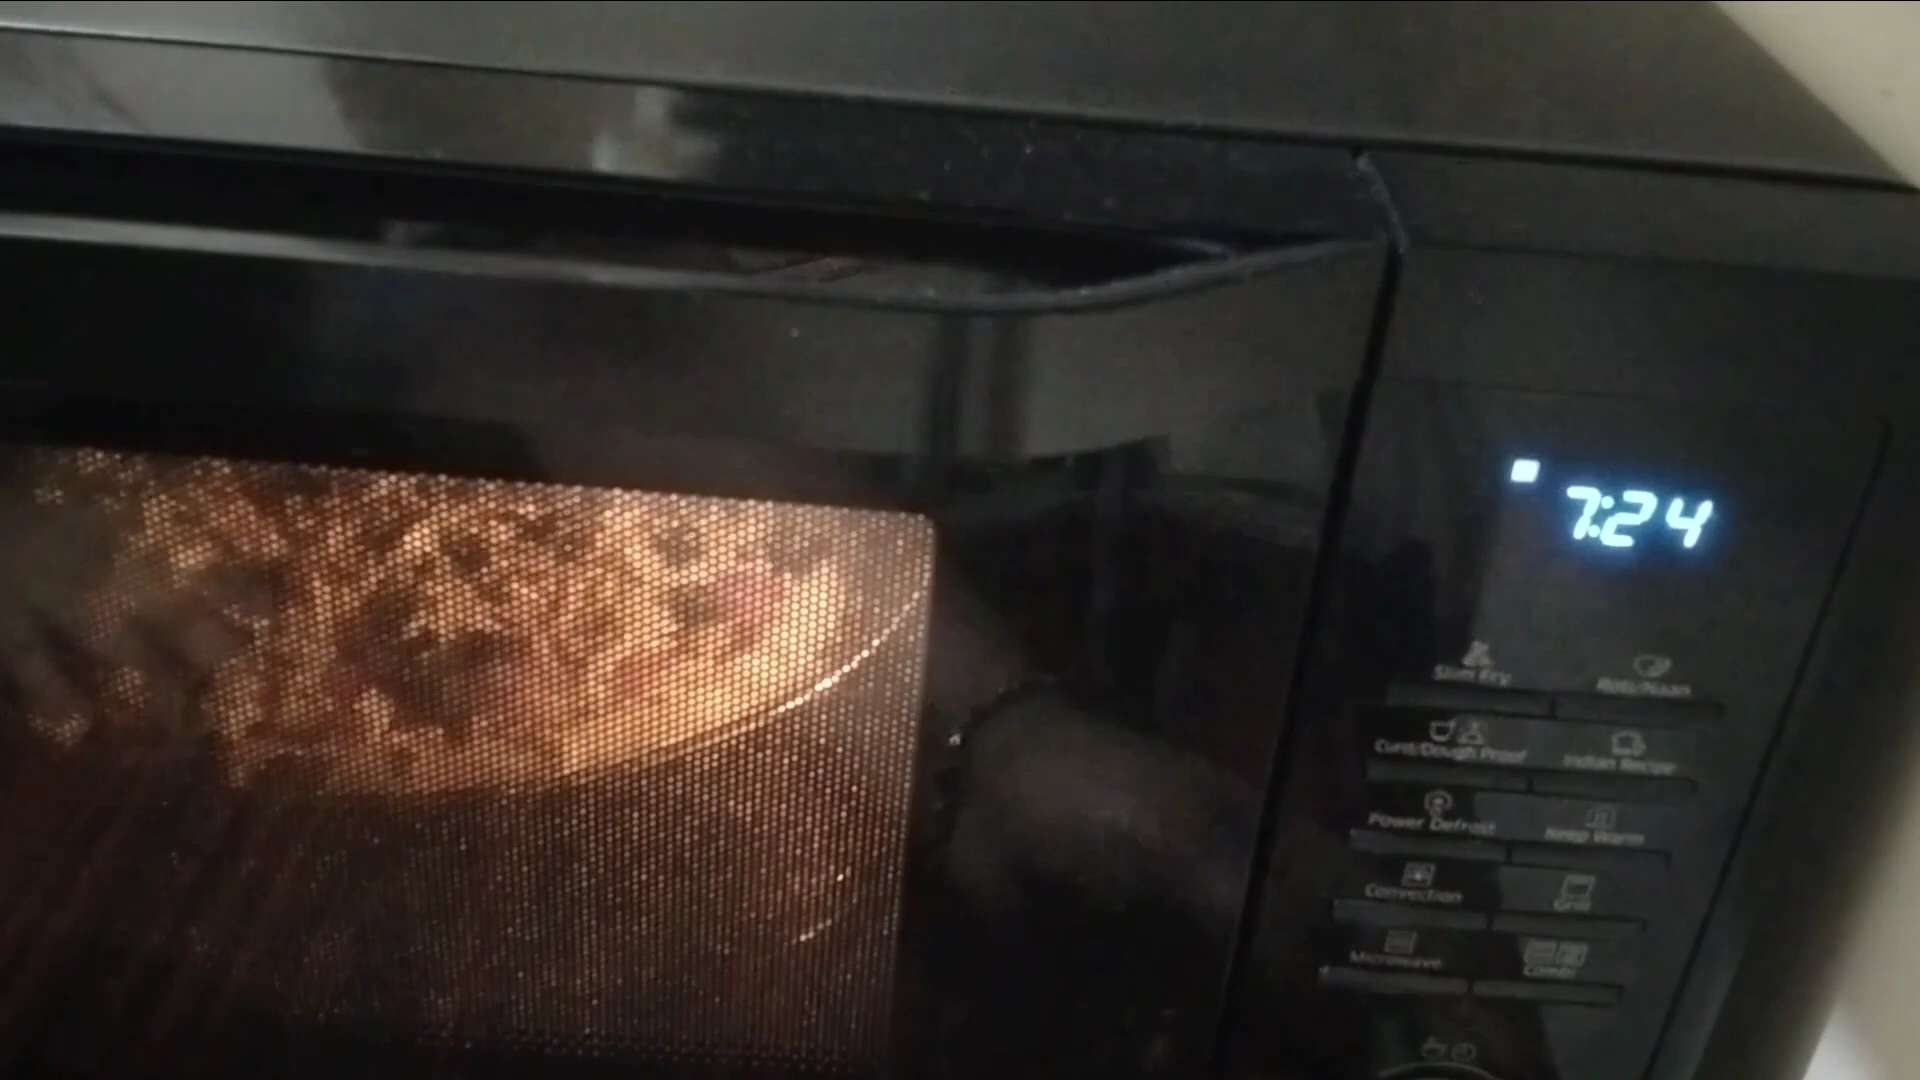 7:24
Slim Fry
Roti/Naan
Curd/Dough Proof
Indian Recipe
Power Defrost
Keep Warm
Convection
Grill
Microwave
Combi